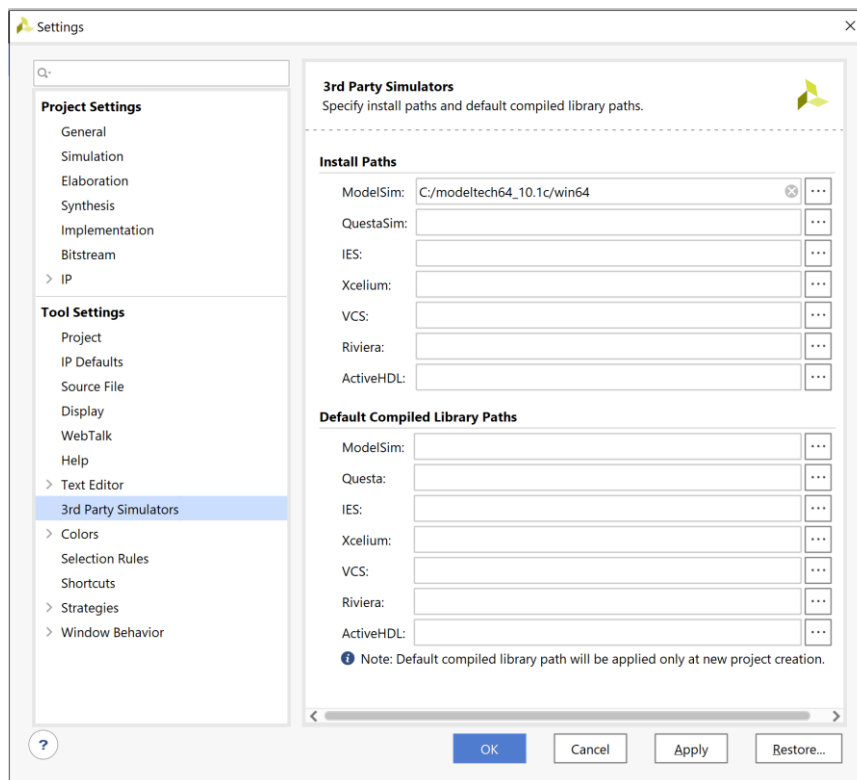 Settings
Project Settings
General
Simulation
Elaboration
Synthesis
Implementation
Bitstream
IP
Tool Settings
Project
IP Defaults
Source File
Display
WebTalk
Help
Text Editor
3rd Party Simulators
Colors
Selection Rules
Shortcuts
Strategies
Window Behavior
3rd Party Simulators
Specify install paths and default compiled library paths.
Install Paths
ModelSim: C:/modeltech64_10.1c/win64
QuestaSim:
IES:
Xcelium:
VCS:
Riviera:
ActiveHDL:
Default Compiled Library Paths
ModelSim:
Questa:
IES:
Xcelium:
VCS:
Riviera:
ActiveHDL:
Note: Default compiled library path will be applied only at new project creation.
? OK Cancel Apply Restore...